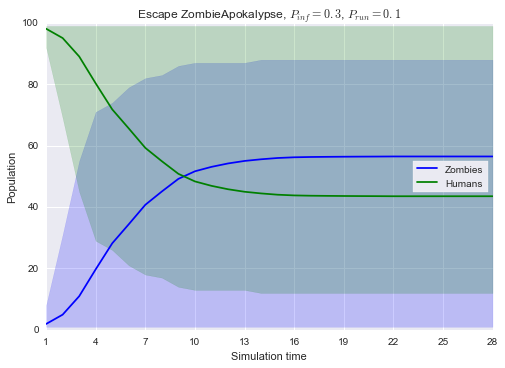 Escape ZombieApokalypse, $P_{inf} = 0.3$, $P_{run} = 0.1$
100
80
60
40
20
0
Population
Zombies
Humans
1 4 7 10 13 16 19 22 25 28
Simulation time